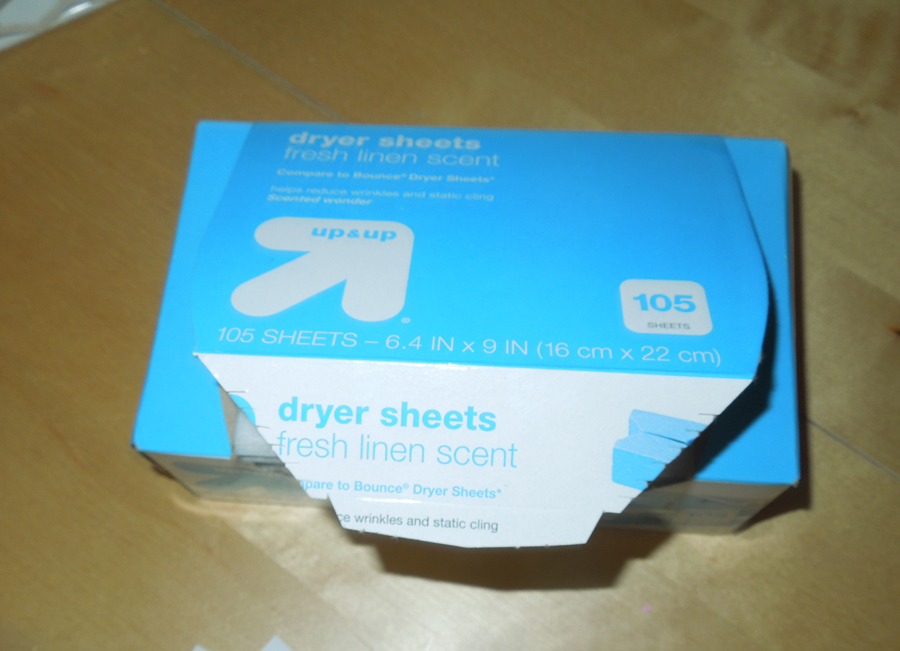 dryer sheets
fresh linen scent
Compare to Bounce® Dryer Sheets*
helps reduce wrinkles and static cling
Scented wonder
up&up
®
105
SHEETS
105 SHEETS – 6.4 IN x 9 IN (16 cm x 22 cm)
dryer sheets
fresh linen scent
pare to Bounce® Dryer Sheets*
ce wrinkles and static cling